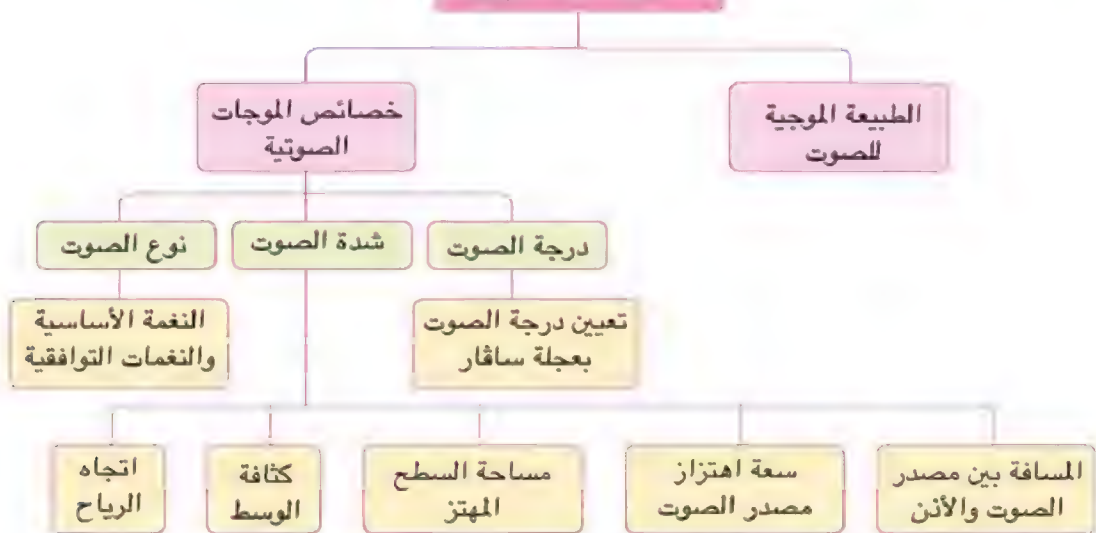 الطبيعة الموجية
للصوت
خصائص الموجات
الصوتية
درجة الصوت
شدة الصوت
نوع الصوت
تعيين درجة الصوت
بعجلة ساڤار
النغمة الأساسية
والنغمات التوافقية
المسافة بين مصدر
الصوت والأذن
سعة اهتزاز
مصدر الصوت
مساحة السطح
المهتز
كثافة
الوسط
اتجاه
الرياح